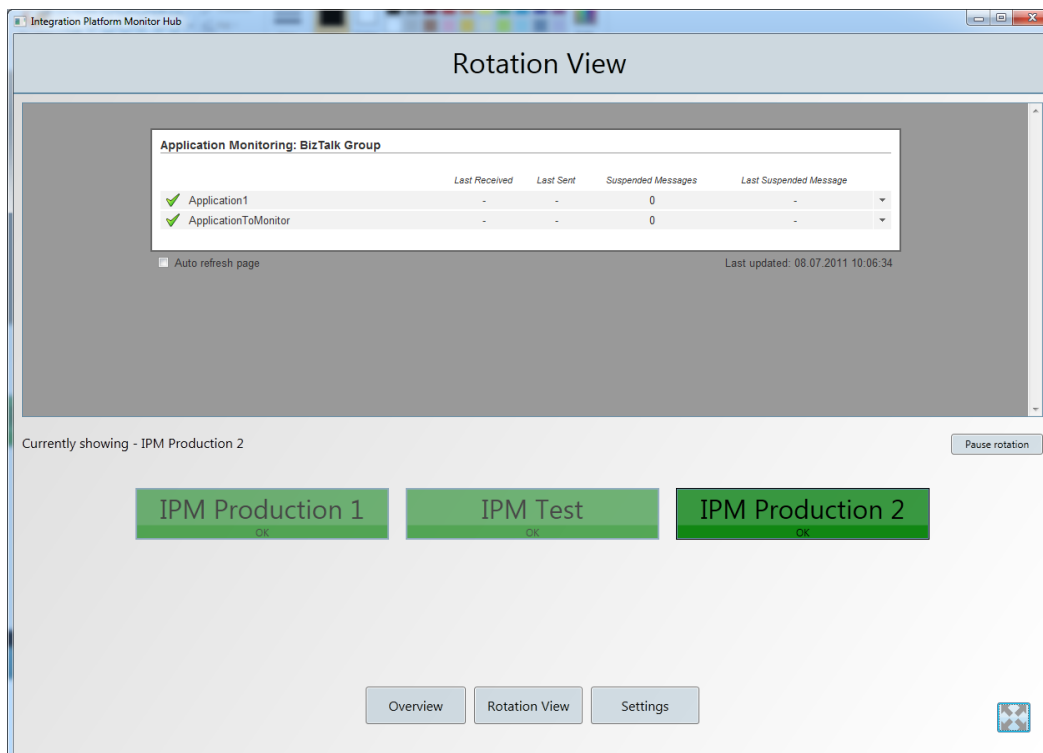 Integration Platform Monitor Hub
Rotation View
Application Monitoring: BizTalk Group
Last Received Last Sent Suspended Messages Last Suspended Message
Application1 - - 0 -
ApplicationToMonitor - - 0 -
Auto refresh page Last updated: 08.07.2011 10:06:34
Currently showing - IPM Production 2 Pause rotation
IPM Production 1 IPM Test IPM Production 2
OK OK OK
Overview Rotation View Settings